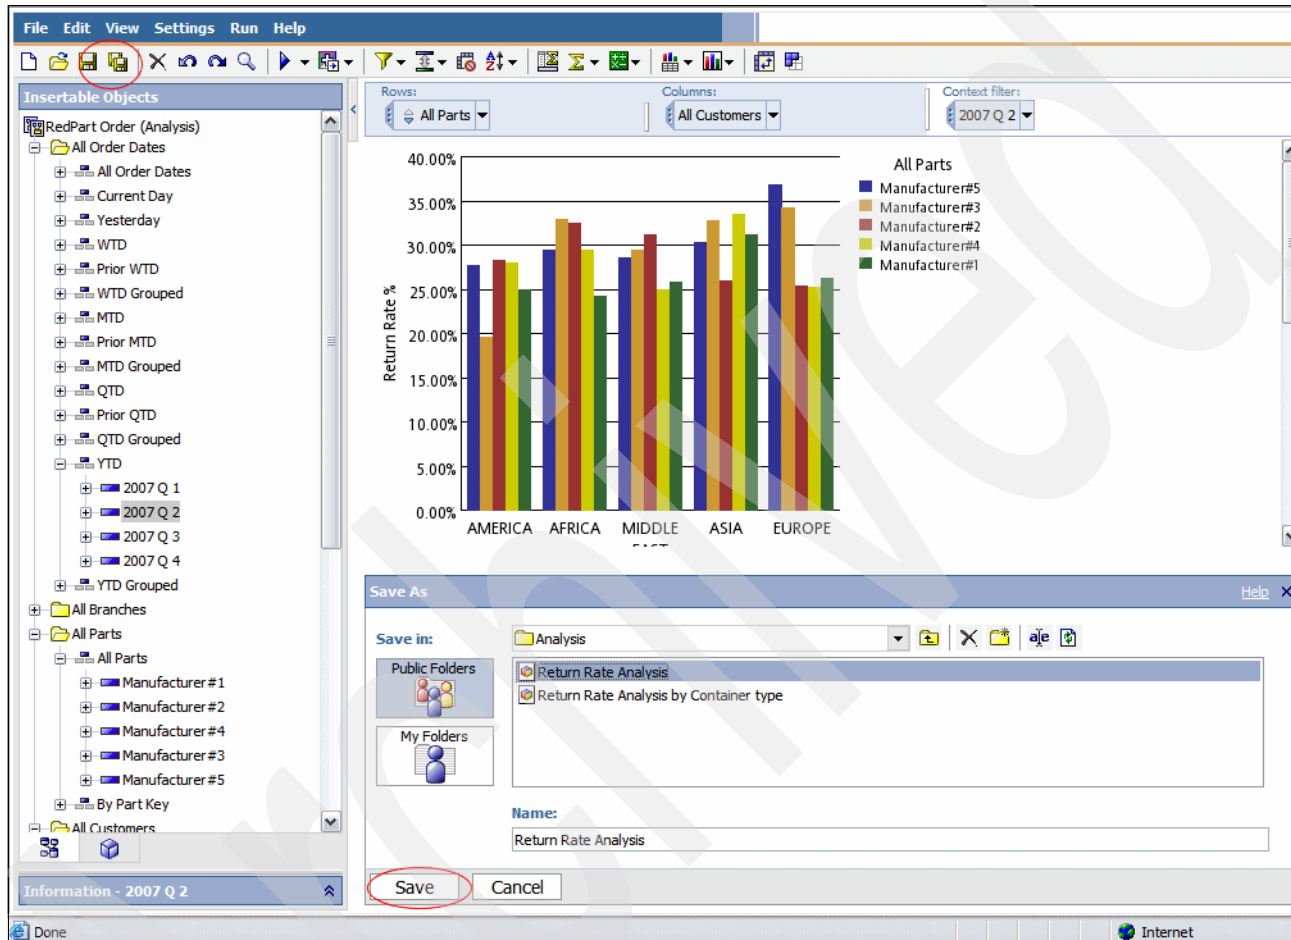 File Edit View Settings Run Help
Insertable Objects
RedPart Order (Analysis)
All Order Dates
All Order Dates
Current Day
Yesterday
WTD
Prior WTD
WTD Grouped
MTD
Prior MTD
MTD Grouped
QTD
Prior QTD
QTD Grouped
YTD
2007 Q 1
2007 Q 2
2007 Q 3
2007 Q 4
YTD Grouped
All Branches
All Parts
All Parts
Manufacturer#1
Manufacturer#2
Manufacturer#4
Manufacturer#3
Manufacturer#5
By Part Key
All Customers
Information - 2007 Q 2
Rows:
All Parts
Columns:
All Customers
Context filter:
2007 Q 2
40.00%
35.00%
30.00%
25.00%
20.00%
15.00%
10.00%
5.00%
0.00%
Return Rate %
AMERICA AFRICA MIDDLE EAST ASIA EUROPE
All Parts
Manufacturer#5
Manufacturer#3
Manufacturer#2
Manufacturer#4
Manufacturer#1
Save As
Help
Save in:
Analysis
Public Folders
My Folders
Return Rate Analysis
Return Rate Analysis by Container type
Name:
Return Rate Analysis
Save
Cancel
Done
Internet